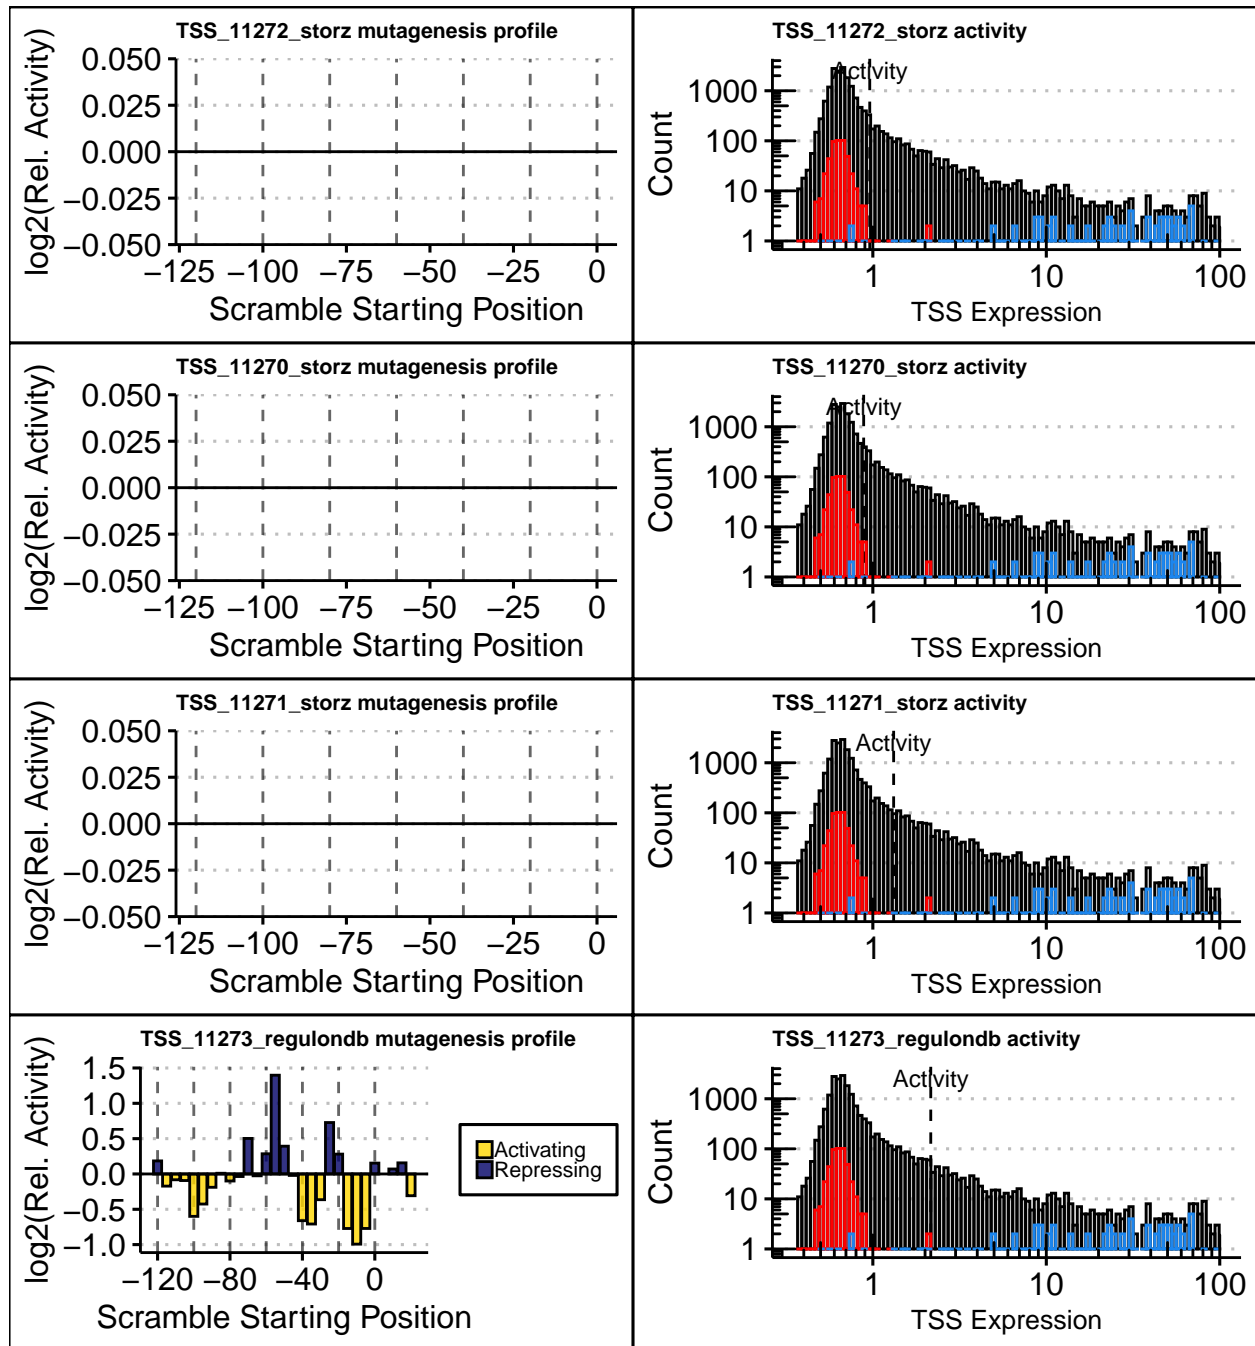 TSS_11272_storz mutagenesis profile
log2(Rel. Activity)
0.050
0.025
0.000
−0.025
−0.050
−125 −100 −75 −50 −25 0
Scramble Starting Position
TSS_11272_storz activity
Activity
Count
1000
100
10
1
1 10 100
TSS Expression
TSS_11270_storz mutagenesis profile
log2(Rel. Activity)
0.050
0.025
0.000
−0.025
−0.050
−125 −100 −75 −50 −25 0
Scramble Starting Position
TSS_11270_storz activity
Activity
Count
1000
100
10
1
1 10 100
TSS Expression
TSS_11271_storz mutagenesis profile
log2(Rel. Activity)
0.050
0.025
0.000
−0.025
−0.050
−125 −100 −75 −50 −25 0
Scramble Starting Position
TSS_11271_storz activity
Activity
Count
1000
100
10
1
1 10 100
TSS Expression
TSS_11273_regulondb mutagenesis profile
log2(Rel. Activity)
1.5
1.0
0.5
0.0
−0.5
−1.0
−120 −80 −40 0
Scramble Starting Position
Activating
Repressing
TSS_11273_regulondb activity
Activity
Count
1000
100
10
1
1 10 100
TSS Expression